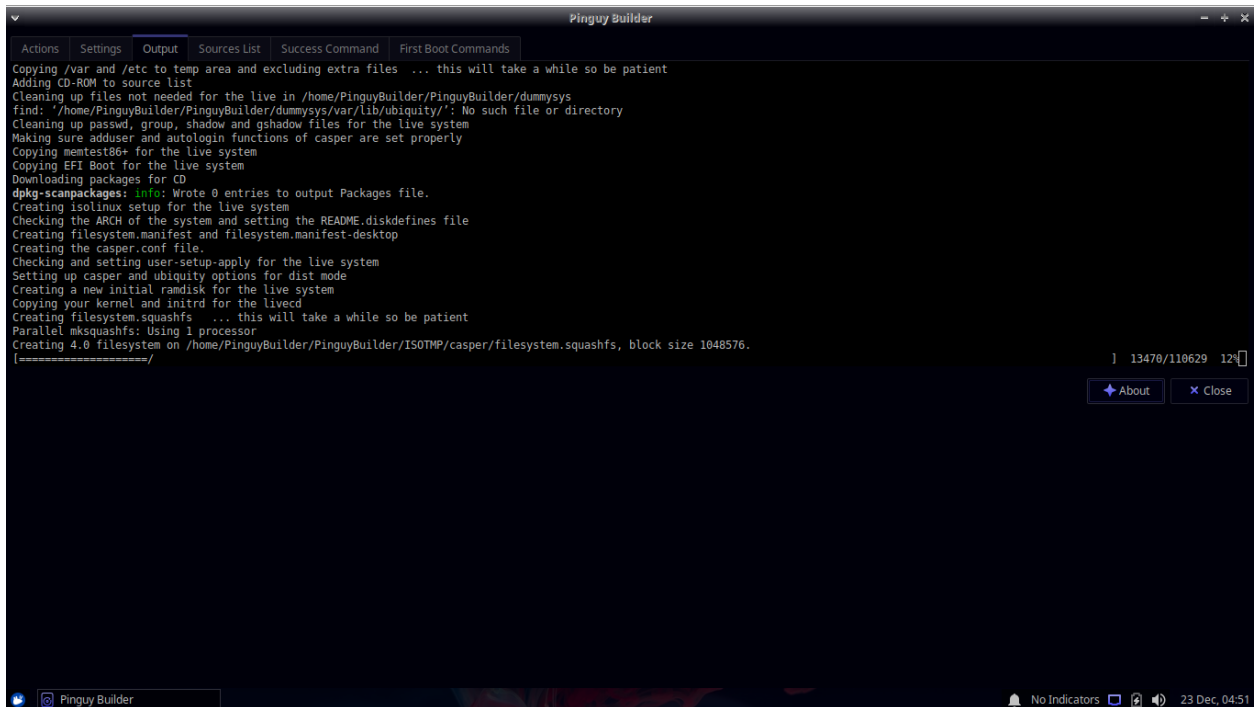 Pinguy Builder
Actions Settings Output Sources List Success Command First Boot Commands
Copying /var and /etc to temp area and excluding extra files  ... this will take a while so be patient
Adding CD-ROM to source list
Cleaning up files not needed for the live in /home/PinguyBuilder/PinguyBuilder/dummysys
find: ‘/home/PinguyBuilder/PinguyBuilder/dummysys/var/lib/ubiquity/’: No such file or directory
Cleaning up passwd, group, shadow and gshadow files for the live system
Making sure adduser and autologin functions of casper are set properly
Copying memtest86+ for the live system
Copying EFI Boot for the live system
Downloading packages for CD
dpkg-scanpackages: info: Wrote 0 entries to output Packages file.
Creating isolinux setup for the live system
Checking the ARCH of the system and setting the README.diskdefines file
Creating filesystem.manifest and filesystem.manifest-desktop
Creating the casper.conf file.
Checking and setting user-setup-apply for the live system
Setting up casper and ubiquity options for dist mode
Creating a new initial ramdisk for the live system
Copying your kernel and initrd for the livecd
Creating filesystem.squashfs   ... this will take a while so be patient
Parallel mksquashfs: Using 1 processor
Creating 4.0 filesystem on /home/PinguyBuilder/PinguyBuilder/ISOTMP/casper/filesystem.squashfs, block size 1048576.
[====================/ ] 13470/110629 12%
About Close
Pinguy Builder No Indicators 23 Dec, 04:51